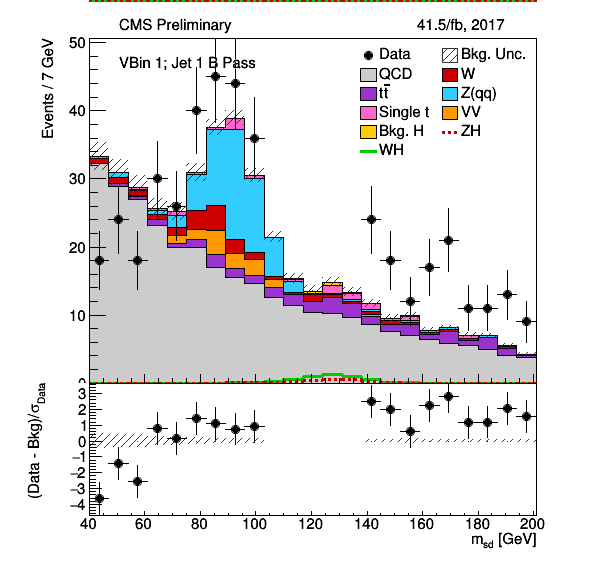 CMS Preliminary 41.5/fb, 2017
Events / 7 GeV
VBin 1; Jet 1 B Pass
50
40
30
20
10
0
Data Bkg. Unc.
QCD W
tt̄ Z(qq)
Single t VV
Bkg. H ZH
WH
(Data - Bkg)/σData
3
2
1
0
−1
−2
−3
−4
40 60 80 100 120 140 160 180 200
msd [GeV]